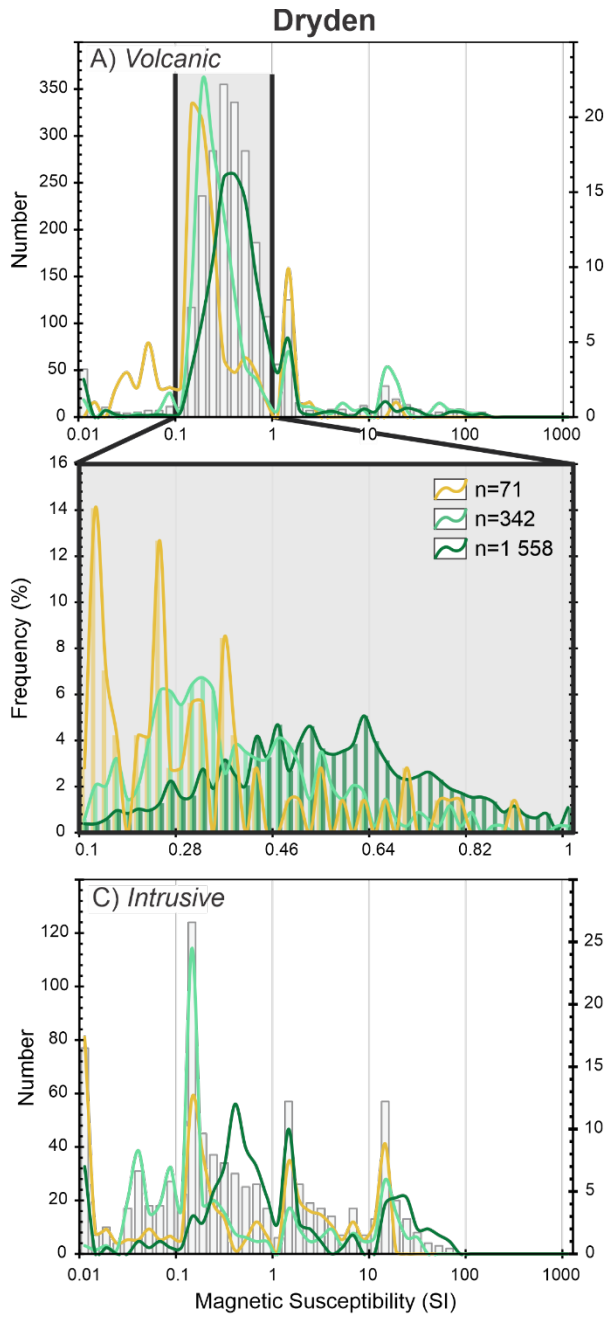 Dryden
A) Volcanic
350
300
250
200
150
100
50
0
Number
20
15
10
5
0
0.01 0.1 1 10 100 1000
16
14
12
10
8
6
4
2
0
Frequency (%)
n=71
n=342
n=1 558
0.1 0.28 0.46 0.64 0.82 1
C) Intrusive
120
100
80
60
40
20
0
Number
25
20
15
10
5
0
0.01 0.1 1 10 100 1000
Magnetic Susceptibility (SI)